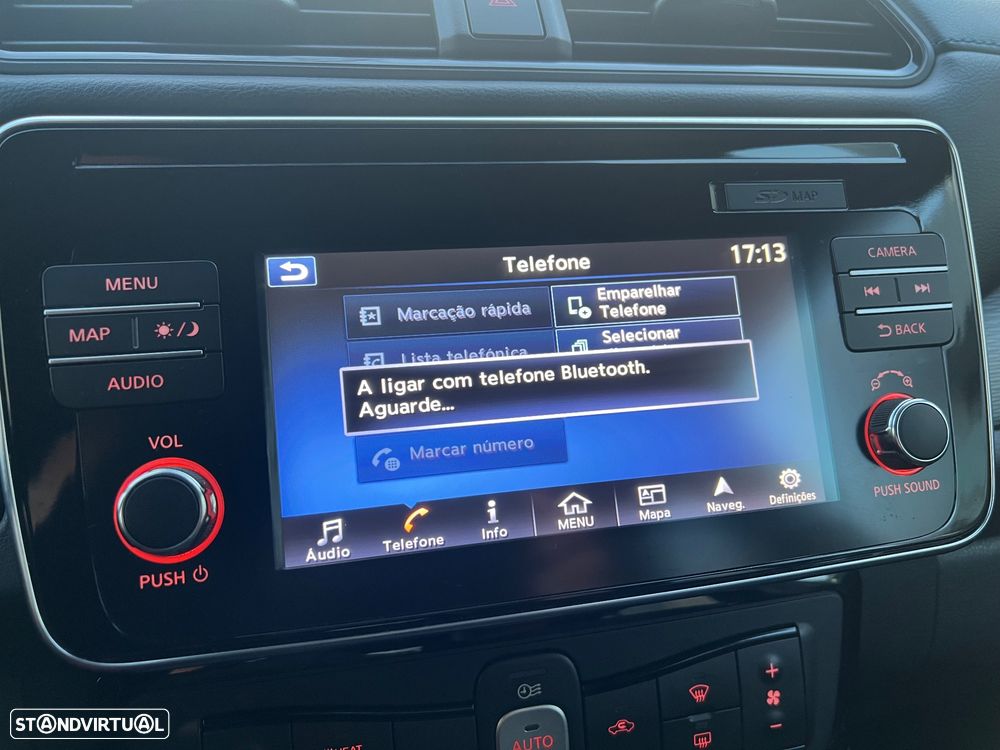 SD MAP
MENU
MAP
AUDIO
VOL
PUSH
Telefone
17:13
Marcação rápida
Emparelhar
Telefone
Lista telefónica
Selecionar
A ligar com telefone Bluetooth.
Aguarde...
Marcar número
Áudio
Telefone
Info
MENU
Mapa
Naveg.
Definições
CAMERA
BACK
PUSH SOUND
AUTO
STANDVIRTUAL